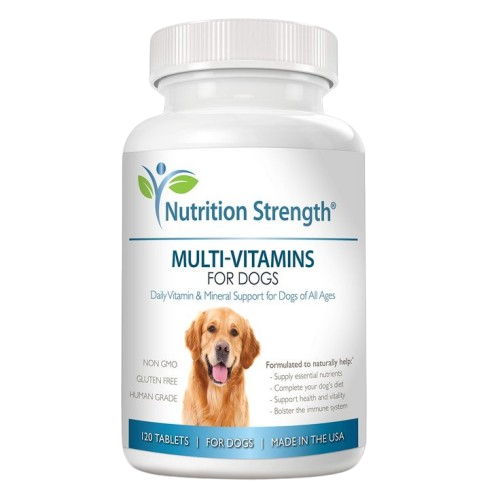 Nutrition Strength®
MULTI-VITAMINS
FOR DOGS
Daily Vitamin & Mineral Support for Dogs of All Ages
NON GMO
GLUTEN FREE
HUMAN GRADE
Formulated to naturally help:*
- Supply essential nutrients
- Complete your dog's diet
- Support health and vitality
- Bolster the immune system
120 TABLETS | FOR DOGS | MADE IN THE USA